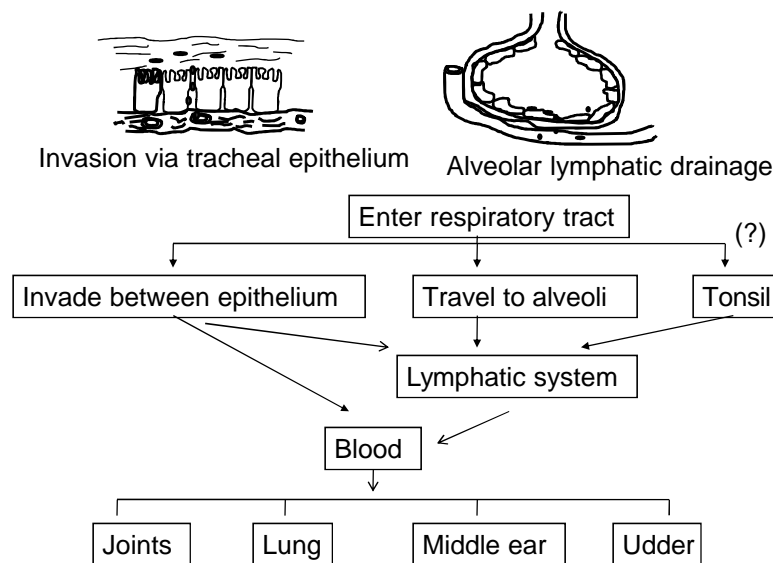 Invasion via tracheal epithelium
Alveolar lymphatic drainage
Enter respiratory tract
(?)
Invade between epithelium
Travel to alveoli
Tonsil
Lymphatic system
Blood
Joints
Lung
Middle ear
Udder